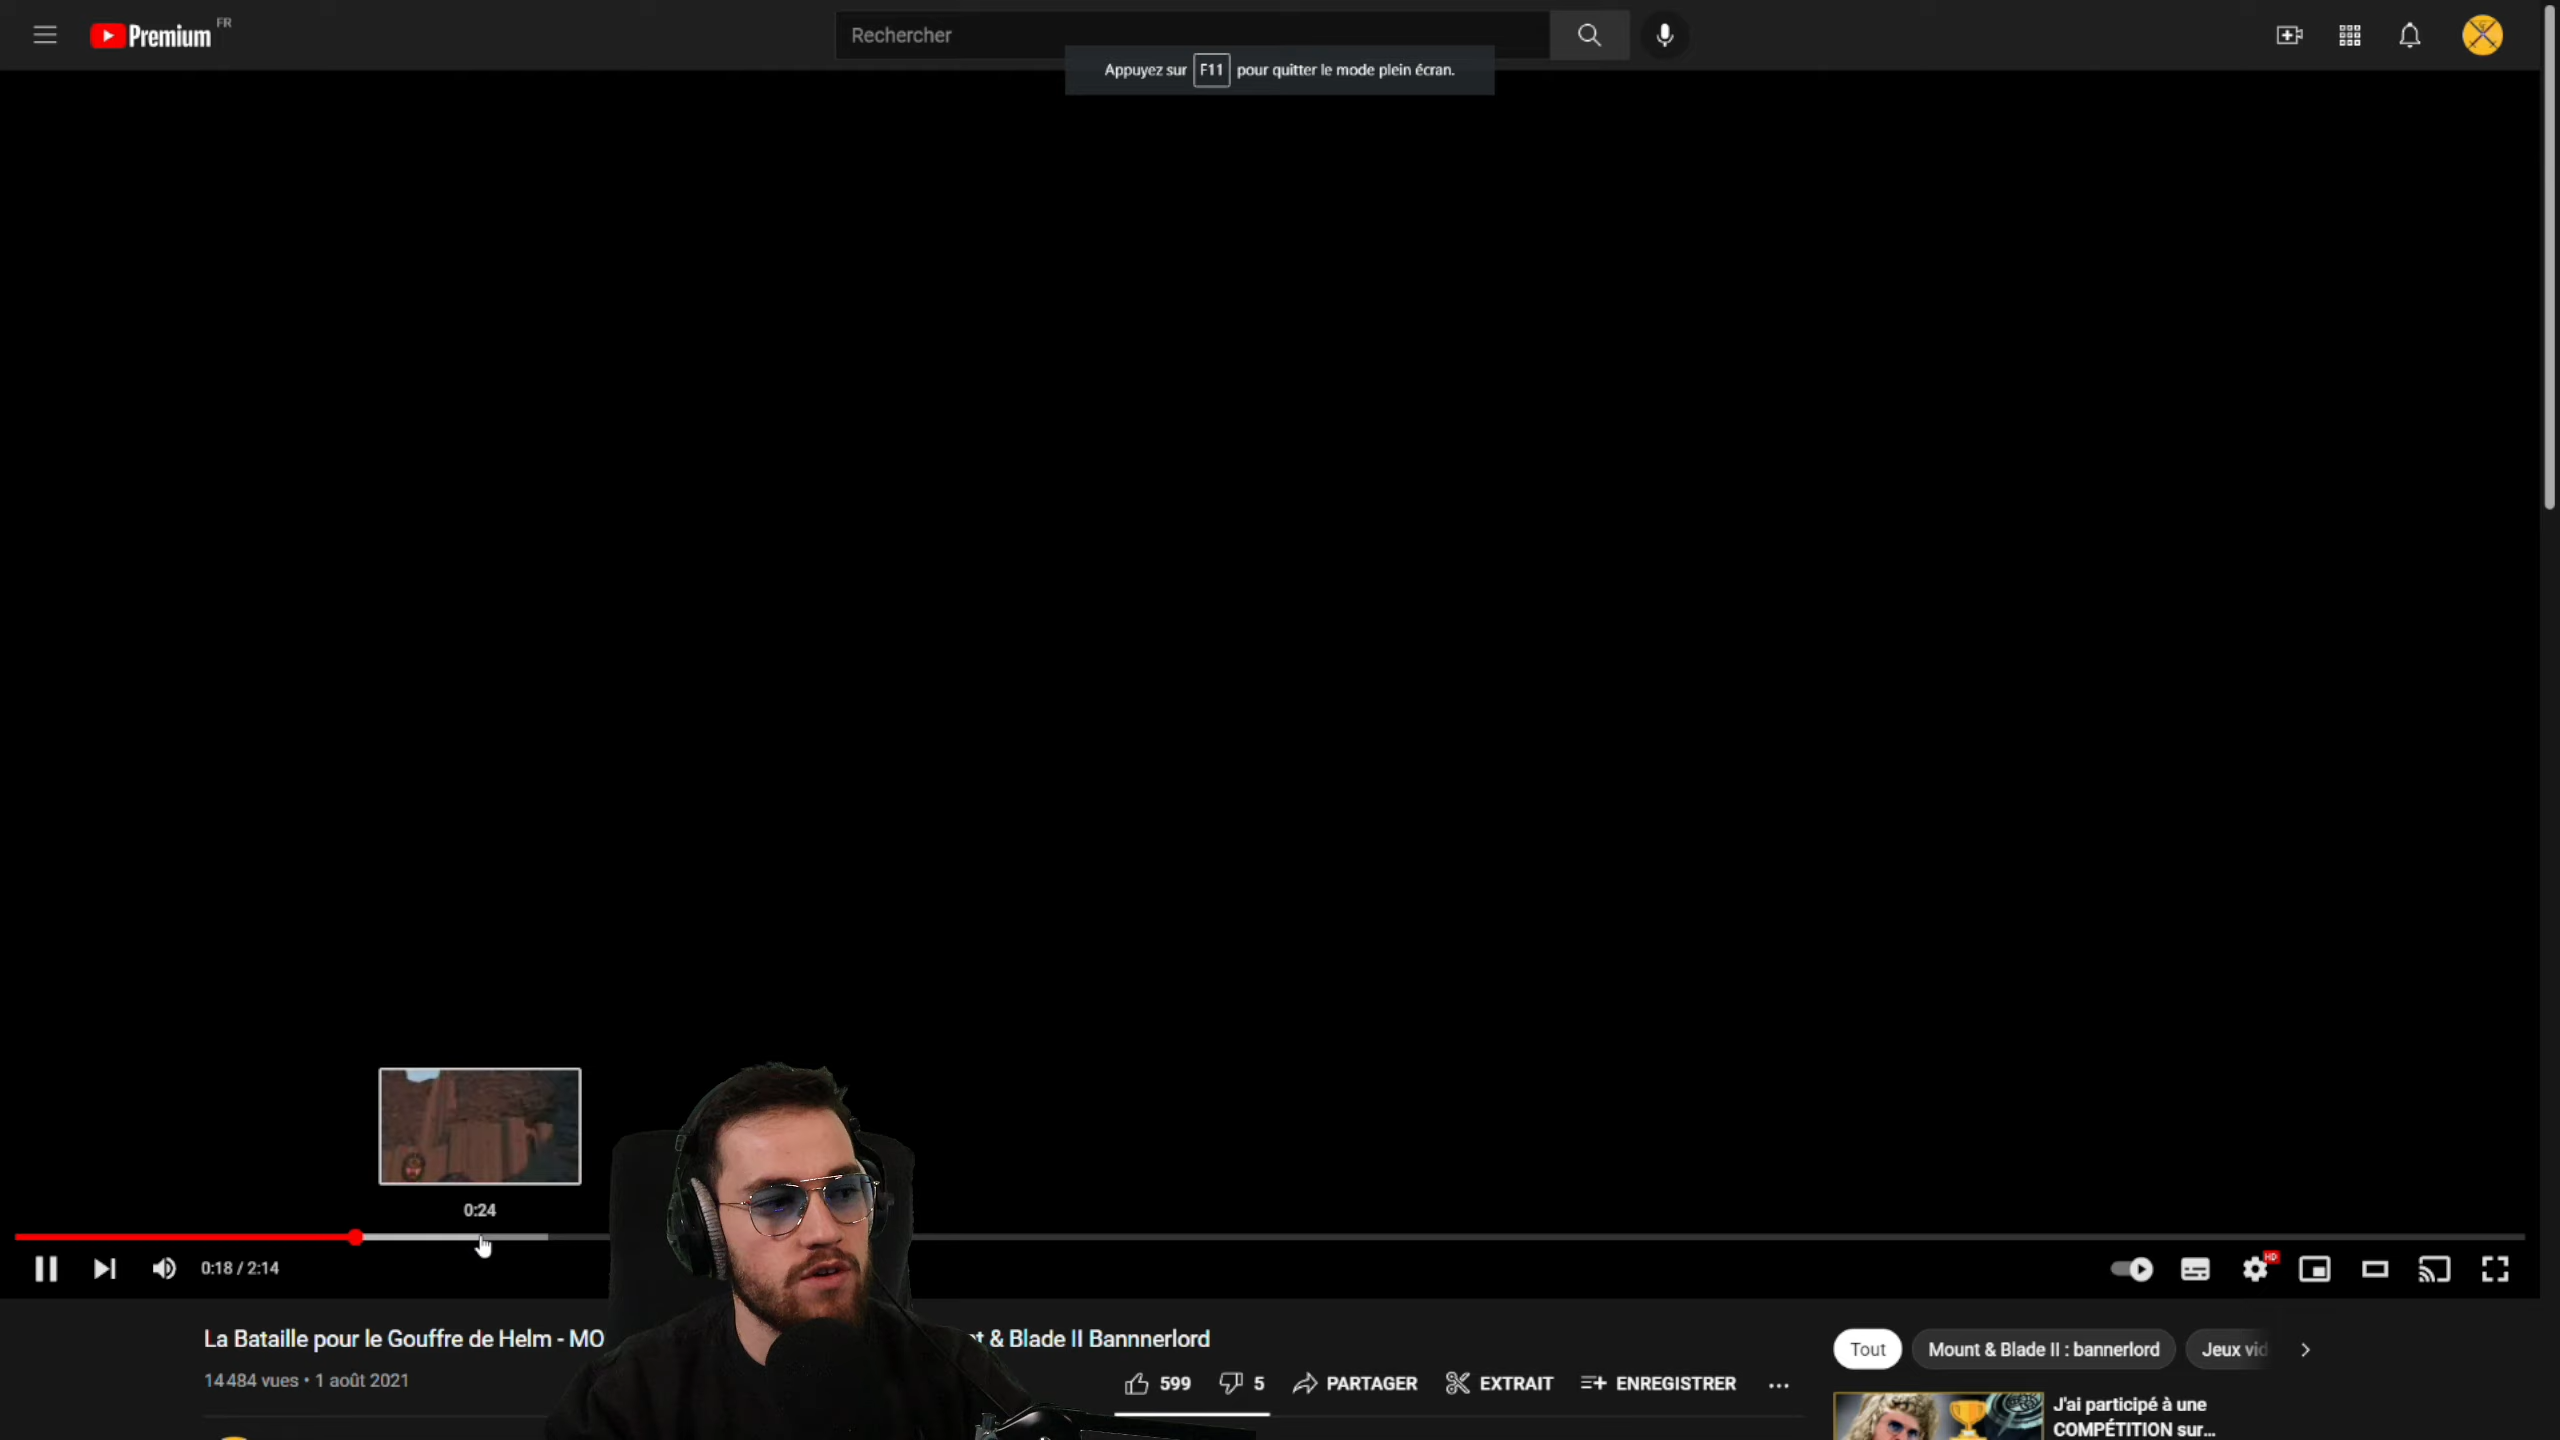 Premium FR
Rechercher
Appuyez sur F11 pour quitter le mode plein écran.
0:24
0:18 / 2:14
HD
La Bataille pour le Gouffre de Helm - MO
& Blade II Bannnerlord
14 484 vues • 1 août 2021
599
5
PARTAGER
EXTRAIT
ENREGISTRER
Tout
Mount & Blade II : bannerlord
Jeux vid
J'ai participé à une
COMPÉTITION sur...